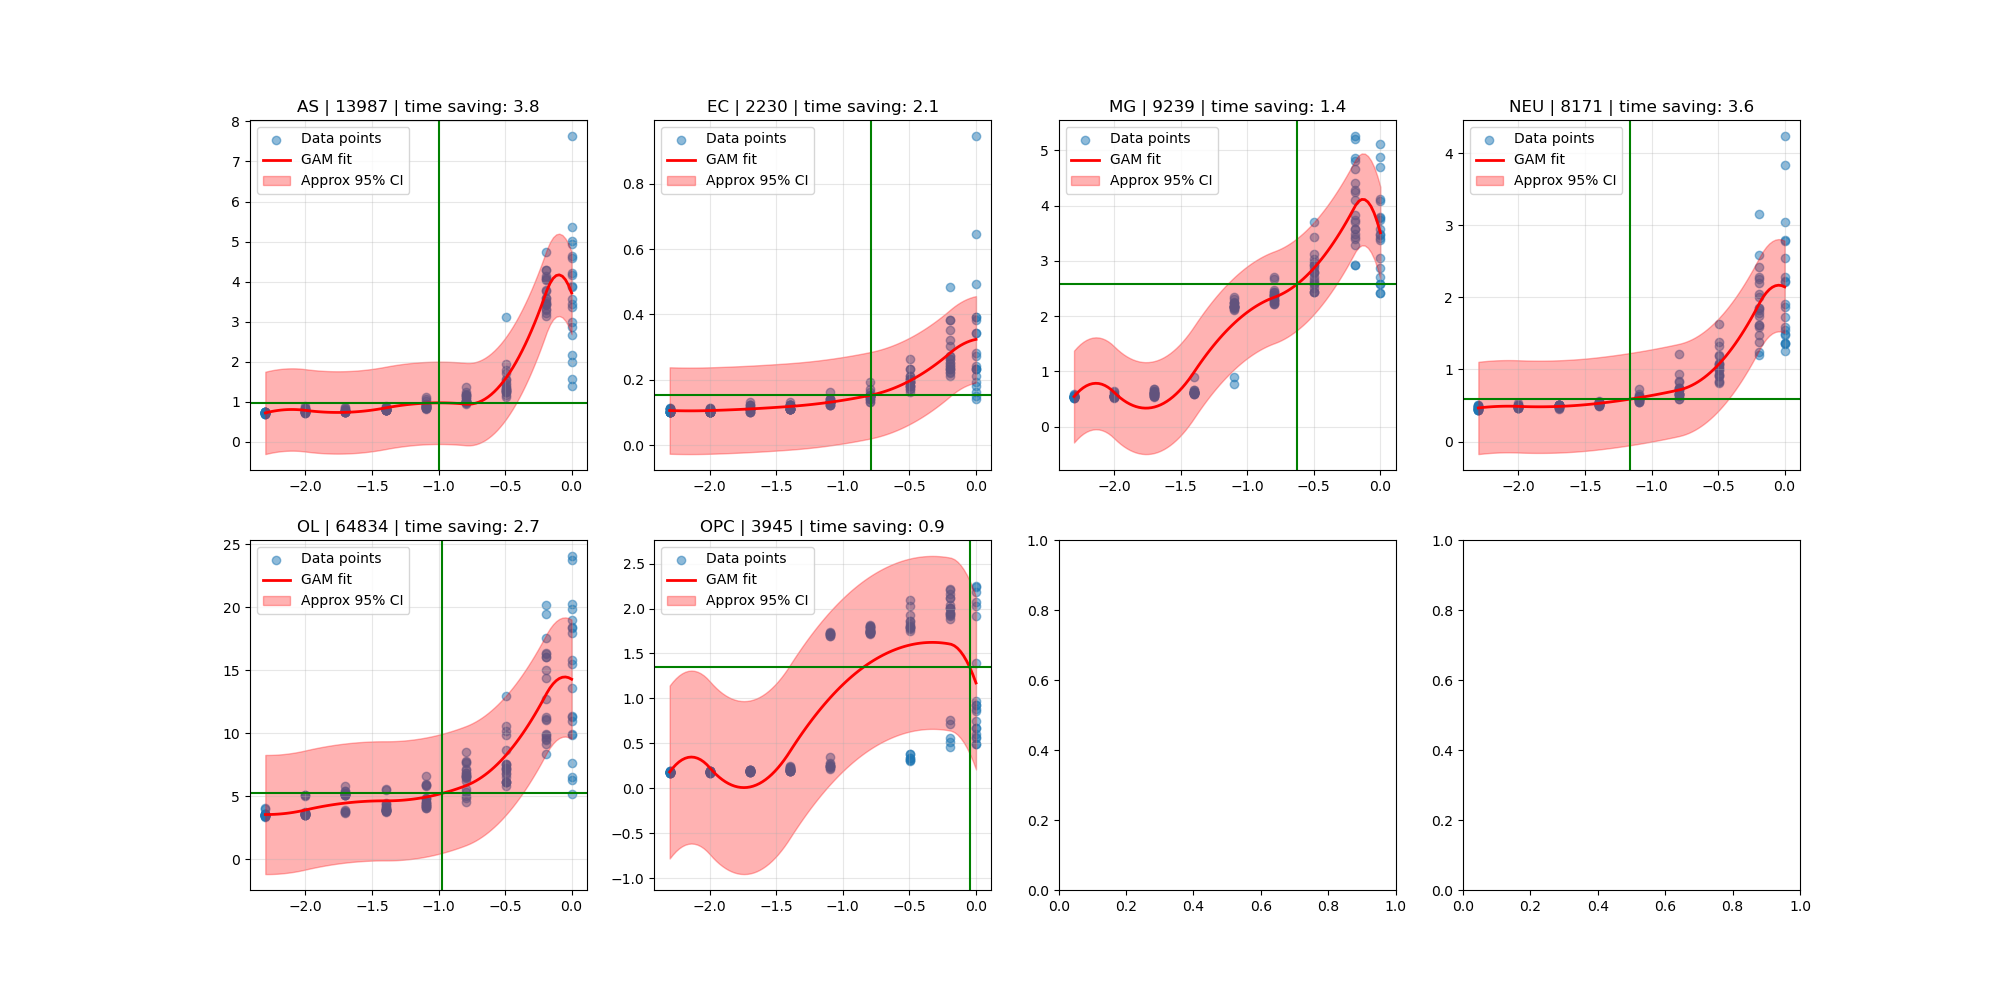 AS | 13987 | time saving: 3.8
Data points
GAM fit
Approx 95% CI
8
7
6
5
4
3
2
1
0
−2.0 −1.5 −1.0 −0.5 0.0
EC | 2230 | time saving: 2.1
Data points
GAM fit
Approx 95% CI
0.8
0.6
0.4
0.2
0.0
−2.0 −1.5 −1.0 −0.5 0.0
MG | 9239 | time saving: 1.4
Data points
GAM fit
Approx 95% CI
5
4
3
2
1
0
−2.0 −1.5 −1.0 −0.5 0.0
NEU | 8171 | time saving: 3.6
Data points
GAM fit
Approx 95% CI
4
3
2
1
0
−2.0 −1.5 −1.0 −0.5 0.0
OL | 64834 | time saving: 2.7
Data points
GAM fit
Approx 95% CI
25
20
15
10
5
0
−2.0 −1.5 −1.0 −0.5 0.0
OPC | 3945 | time saving: 0.9
Data points
GAM fit
Approx 95% CI
2.5
2.0
1.5
1.0
0.5
0.0
−0.5
−1.0
−2.0 −1.5 −1.0 −0.5 0.0
1.0
0.8
0.6
0.4
0.2
0.0
0.0 0.2 0.4 0.6 0.8 1.0
1.0
0.8
0.6
0.4
0.2
0.0
0.0 0.2 0.4 0.6 0.8 1.0